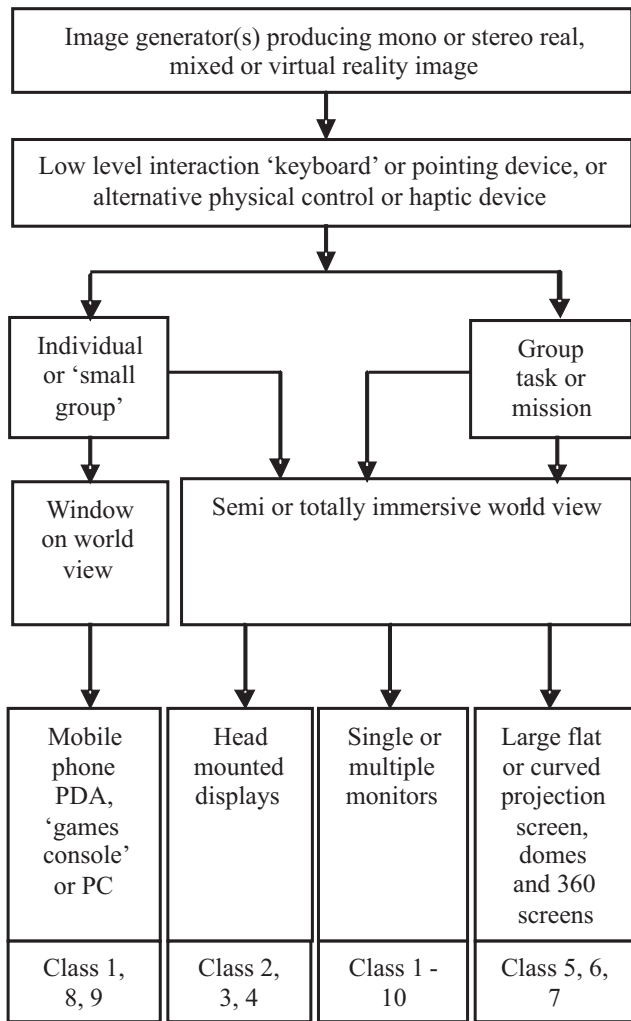 Image generator(s) producing mono or stereo real,
mixed or virtual reality image
Low level interaction ‘keyboard’ or pointing device, or
alternative physical control or haptic device
Individual
or ‘small
group’
Group
task or
mission
Window
on world
view
Semi or totally immersive world view
Mobile
phone
PDA,
‘games
console’
or PC
Head
mounted
displays
Single or
multiple
monitors
Large flat
or curved
projection
screen,
domes
and 360
screens
Class 1,
8, 9
Class 2,
3, 4
Class 1 -
10
Class 5, 6,
7